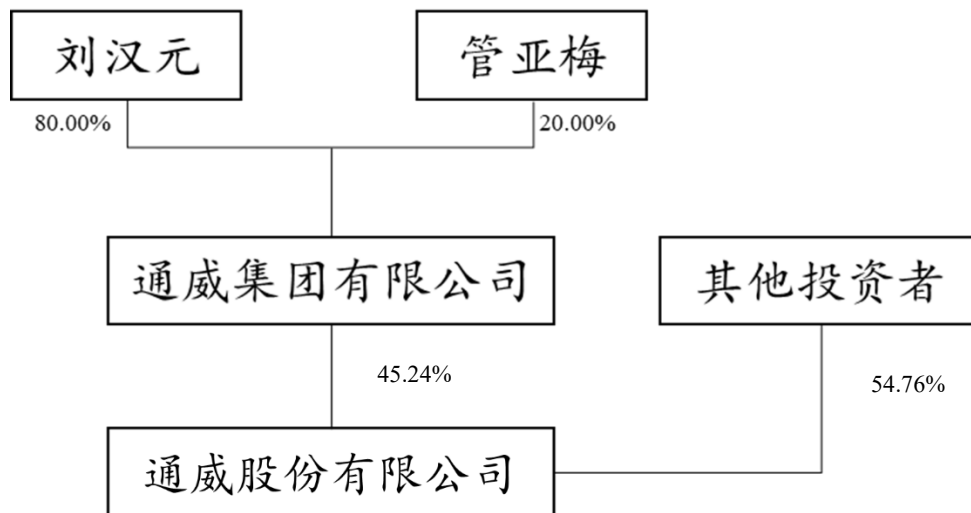 刘汉元
管亚梅
80.00%
20.00%
通威集团有限公司
其他投资者
45.24%
54.76%
通威股份有限公司